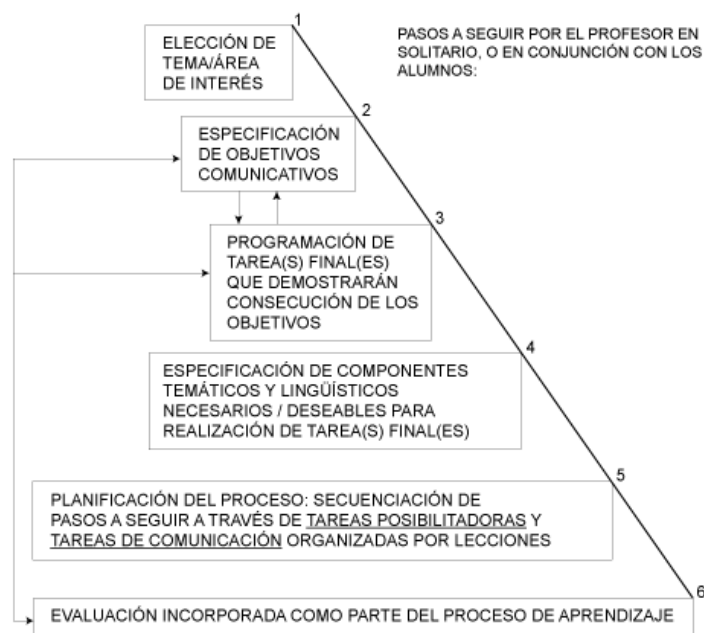 1
PASOS A SEGUIR POR EL PROFESOR EN
SOLITARIO, O EN CONJUNCIÓN CON LOS
ALUMNOS:
ELECCIÓN DE
TEMA/ÁREA
DE INTERÉS
2
ESPECIFICACIÓN
DE OBJETIVOS
COMUNICATIVOS
3
PROGRAMACIÓN DE
TAREA(S) FINAL(ES)
QUE DEMOSTRARÁN
CONSECUCIÓN DE LOS
OBJETIVOS
4
ESPECIFICACIÓN DE COMPONENTES
TEMÁTICOS Y LINGÜÍSTICOS
NECESARIOS / DESEABLES PARA
REALIZACIÓN DE TAREA(S) FINAL(ES)
5
PLANIFICACIÓN DEL PROCESO: SECUENCIACIÓN DE
PASOS A SEGUIR A TRAVÉS DE TAREAS POSIBILITADORAS Y
TAREAS DE COMUNICACIÓN ORGANIZADAS POR LECCIONES
6
EVALUACIÓN INCORPORADA COMO PARTE DEL PROCESO DE APRENDIZAJE